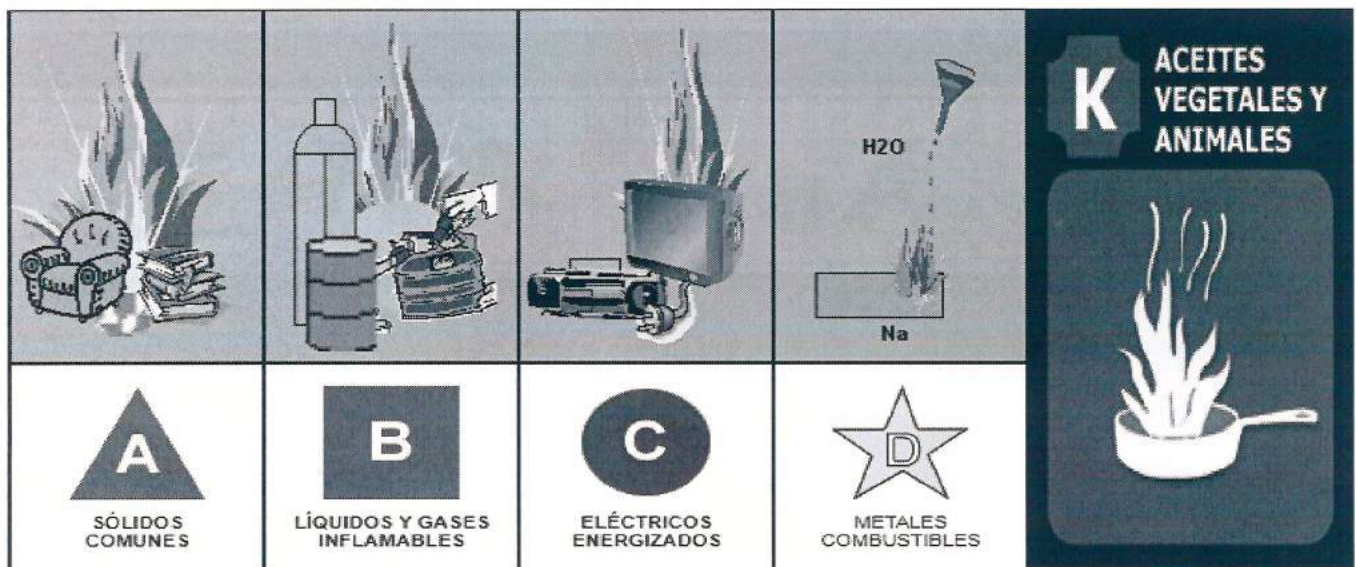 H2O
Na
A
SÓLIDOS
COMUNES
B
LÍQUIDOS Y GASES
INFLAMABLES
C
ELÉCTRICOS
ENERGIZADOS
D
METALES
COMBUSTIBLES
K
ACEITES
VEGETALES Y
ANIMALES